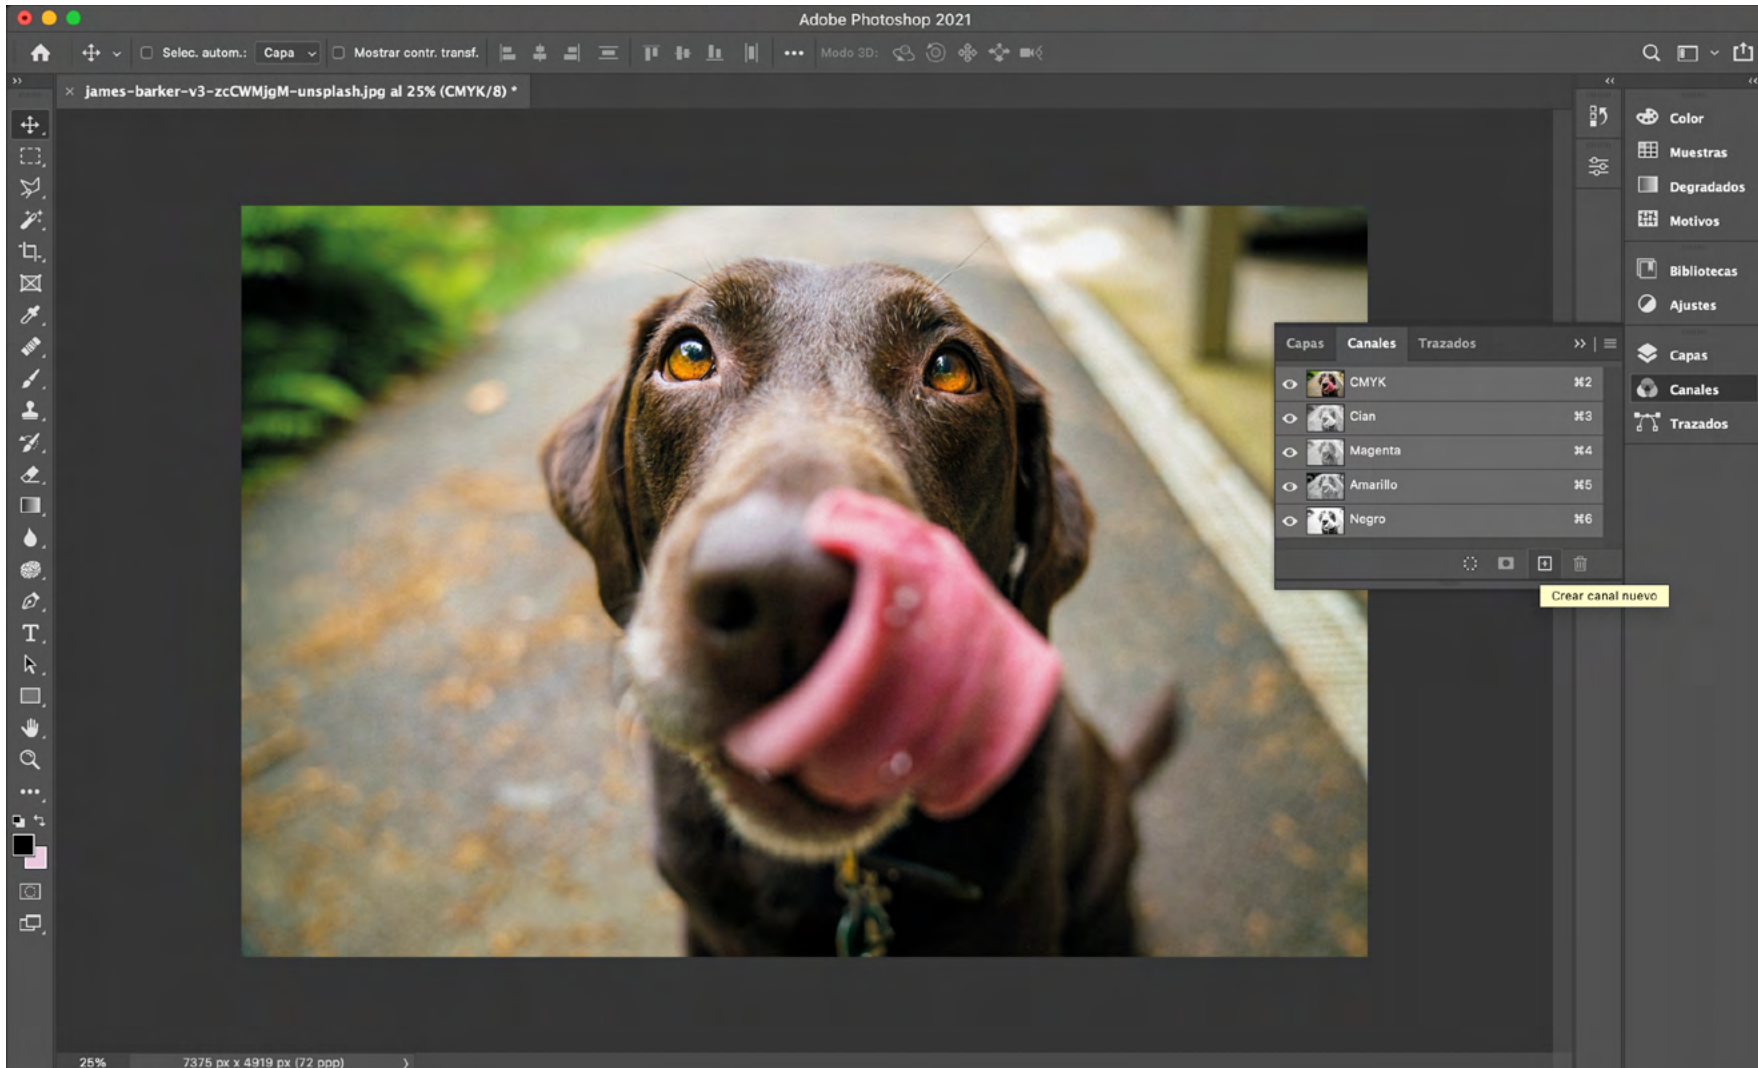 Adobe Photoshop 2021
Selec. autom.: Capa Mostrar contr. transf. Modo 3D:
× james-barker-v3-zcCWMjgM-unsplash.jpg al 25% (CMYK/8) *
Color
Muestras
Degradados
Motivos
Bibliotecas
Ajustes
Capas
Canales
Trazados
Capas Canales Trazados
CMYK ⌘2
Cian ⌘3
Magenta ⌘4
Amarillo ⌘5
Negro ⌘6
Crear canal nuevo
25% 7375 px x 4919 px (72 ppp)